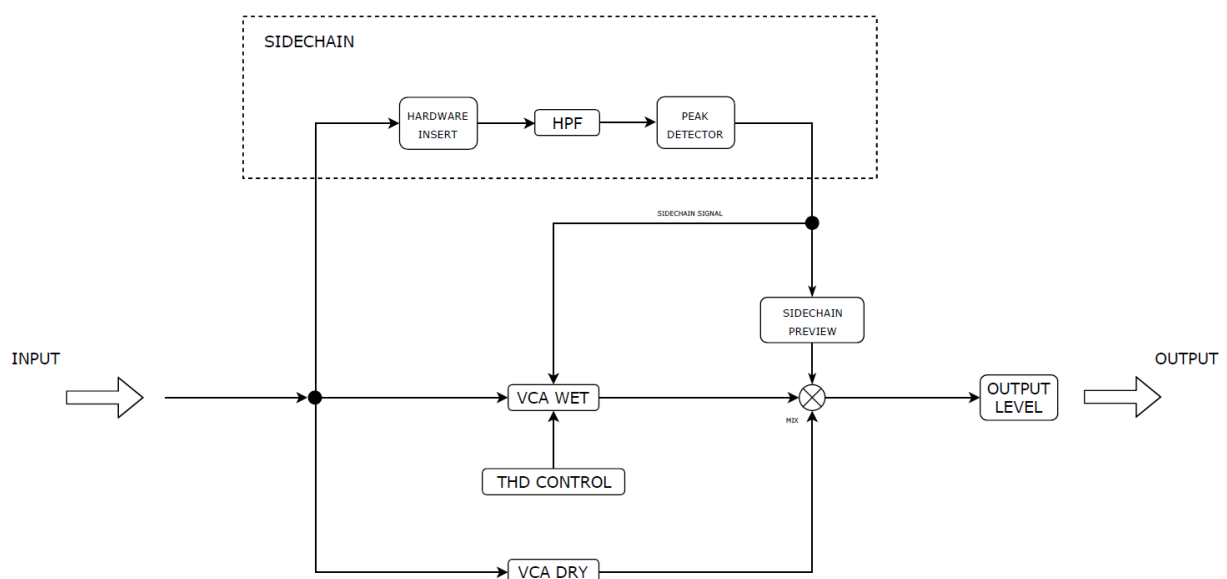 SIDECHAIN
HARDWARE
INSERT
HPF
PEAK
DETECTOR
SIDECHAIN SIGNAL
SIDECHAIN
PREVIEW
INPUT
OUTPUT
VCA WET
MIX
OUTPUT
LEVEL
THD CONTROL
VCA DRY